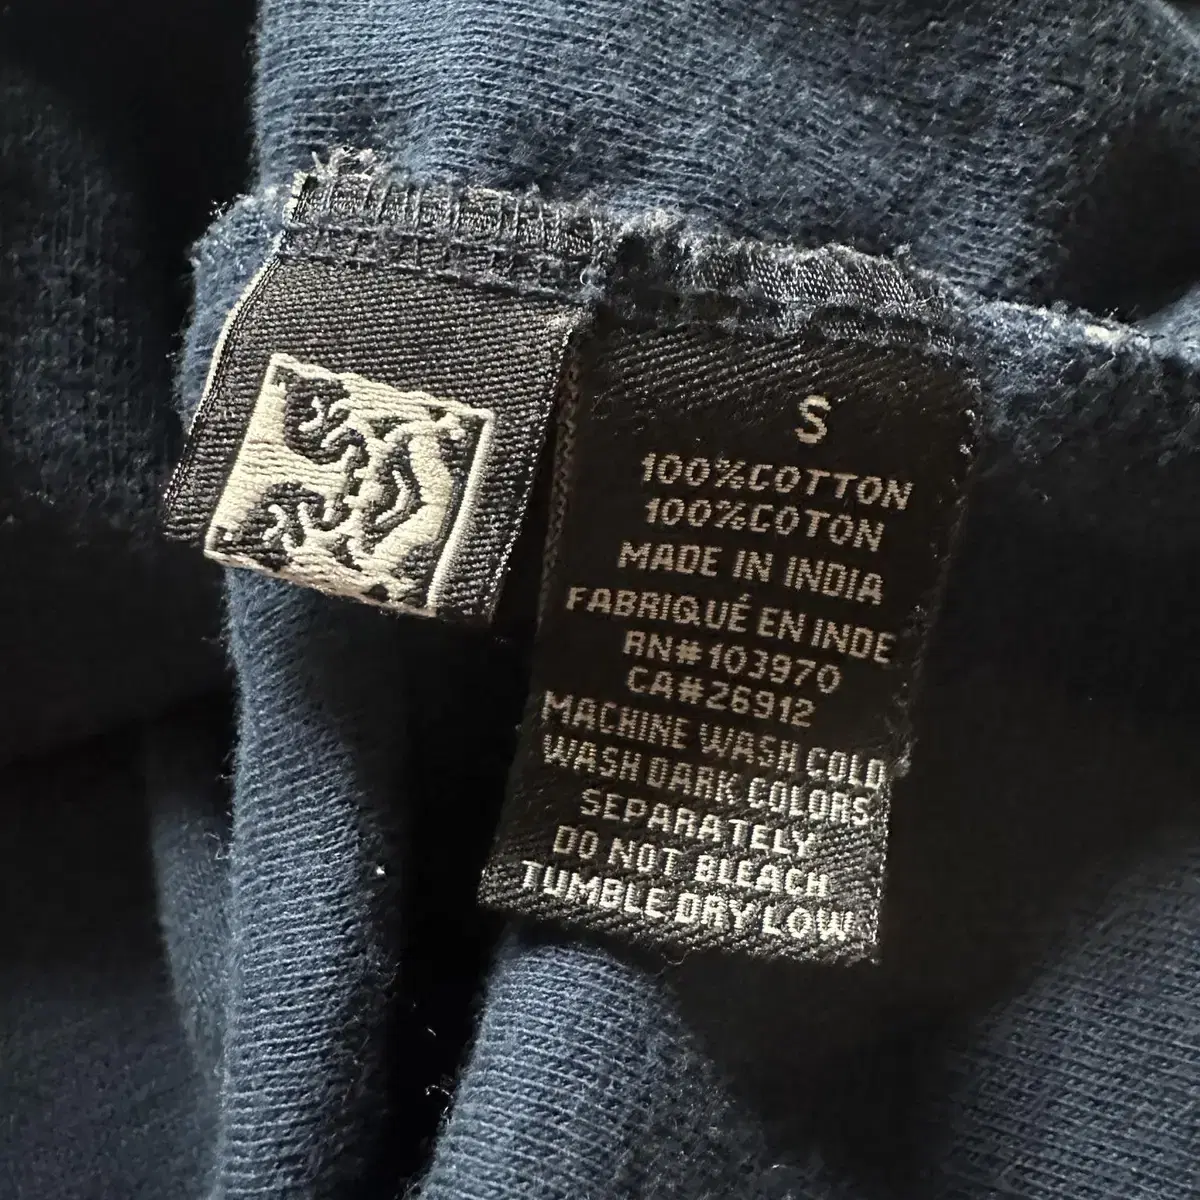 S
100%COTTON
100%COTON
MADE IN INDIA
FABRIQUÉ EN INDE
RN#103970
CA#26912
MACHINE WASH COLD
WASH DARK COLORS
SEPARATELY
DO NOT BLEACH
TUMBLE DRY LOW